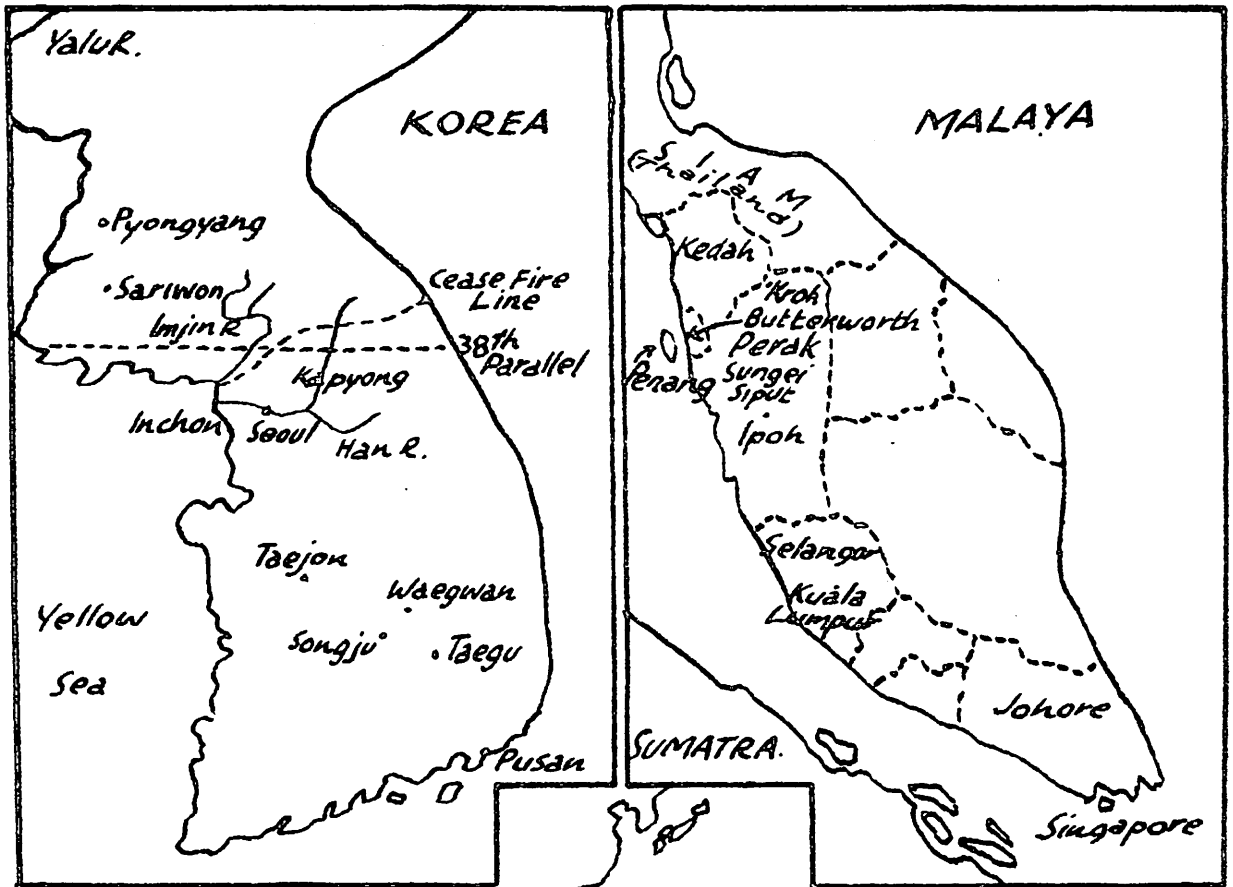 Yalu R.
KOREA
Pyongyang
Sariwon
Imjin R
Cease Fire
Line
38th
Parallel
Kapyong
Inchon
Seoul
Han R.
Taejon
Waegwan
Songju
Taegu
Yellow
Sea
Pusan
MALAYA
SIAM
(Thailand)
Kedah
Kroh
Butterworth
Perak
Penang
Sungei
Siput
Ipoh
Selangor
Kuala
Lumpur
Johore
SUMATRA.
Singapore